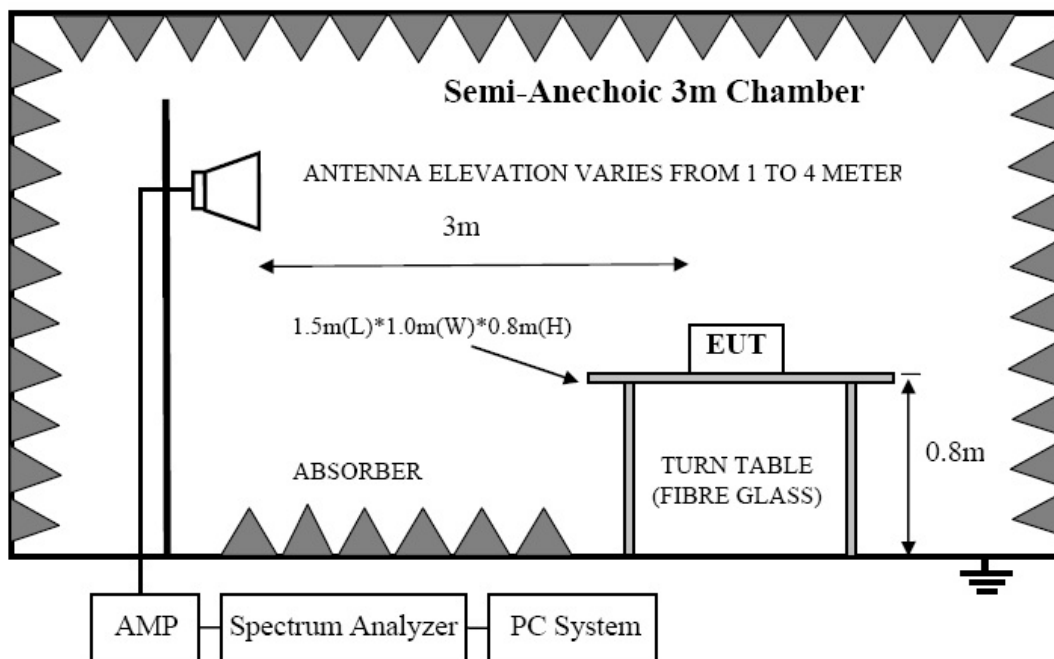 Semi-Anechoic 3m Chamber
ANTENNA ELEVATION VARIES FROM 1 TO 4 METER
3m
1.5m(L)*1.0m(W)*0.8m(H)
EUT
0.8m
ABSORBER
TURN TABLE
(FIBRE GLASS)
AMP
Spectrum Analyzer
PC System